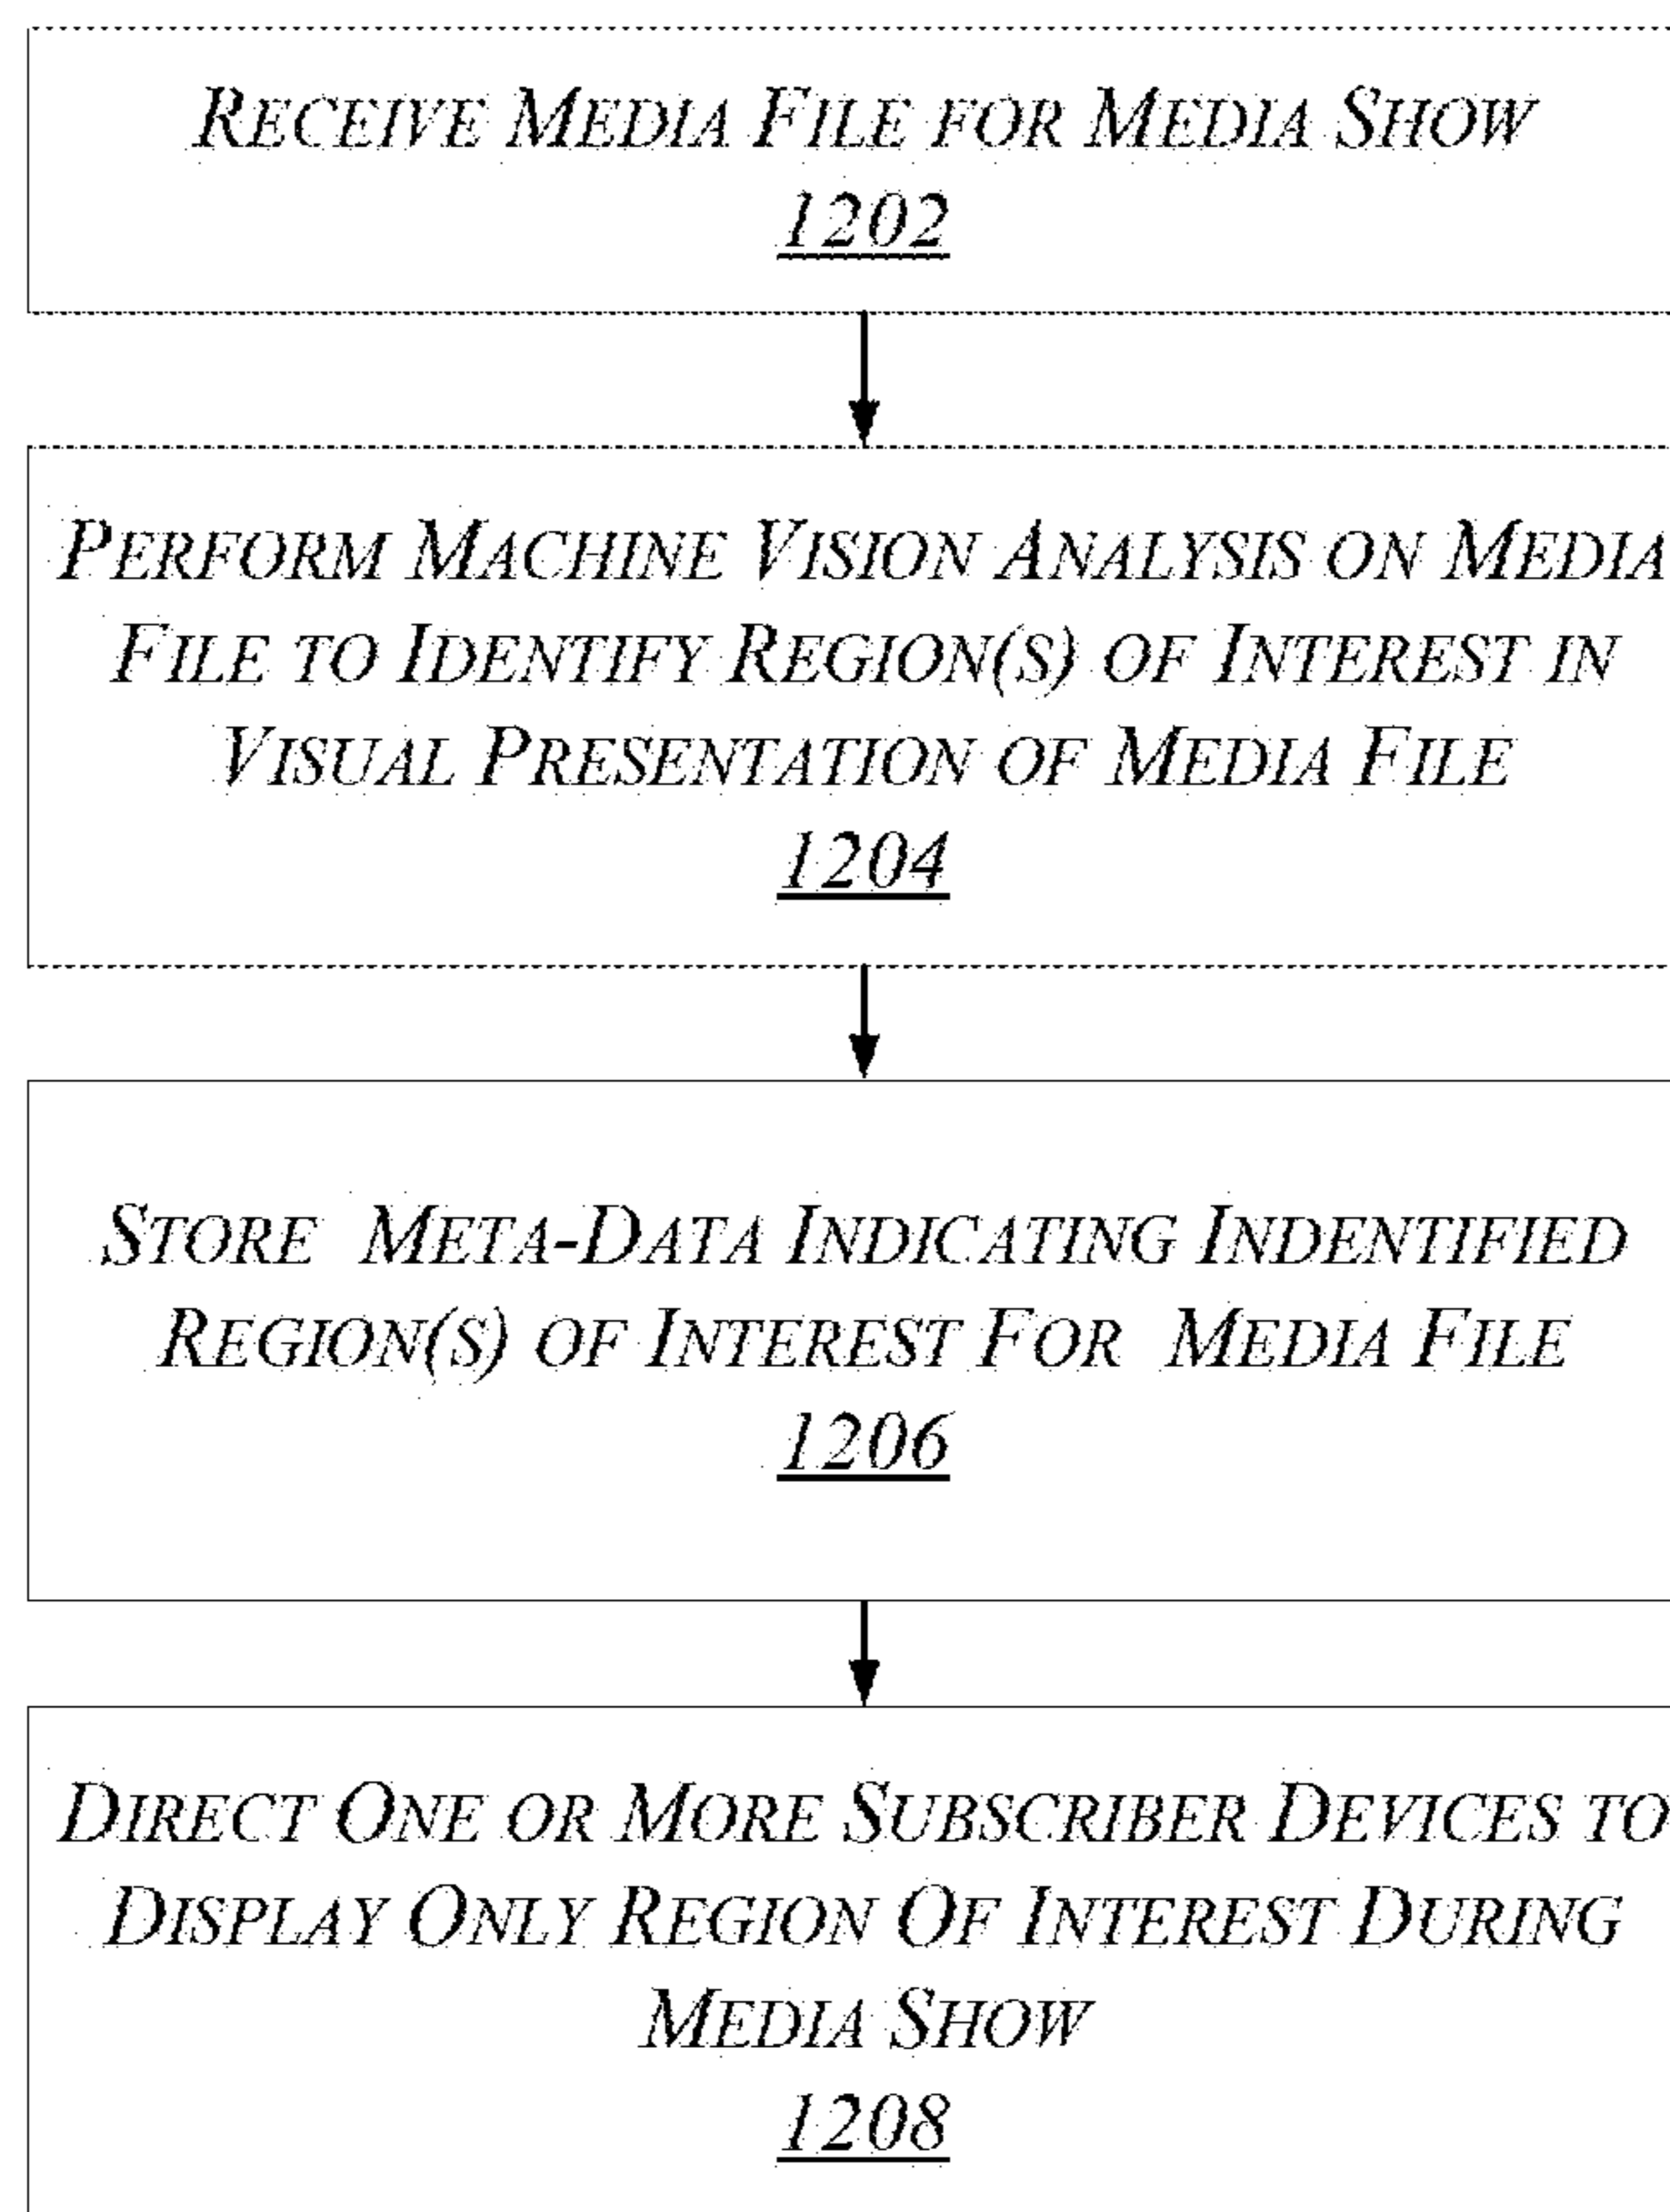 RECEIVE MEDIA FILE FOR MEDIA SHOW
1202
PERFORM MACHINE VISION ANALYSIS ON MEDIA
FILE TO IDENTIFY REGION(S) OF INTEREST IN
VISUAL PRESENTATION OF MEDIA FILE
1204
STORE META-DATA INDICATING INDENTIFIED
REGION(S) OF INTEREST FOR MEDIA FILE
1206
DIRECT ONE OR MORE SUBSCRIBER DEVICES TO
DISPLAY ONLY REGION OF INTEREST DURING
MEDIA SHOW
1208